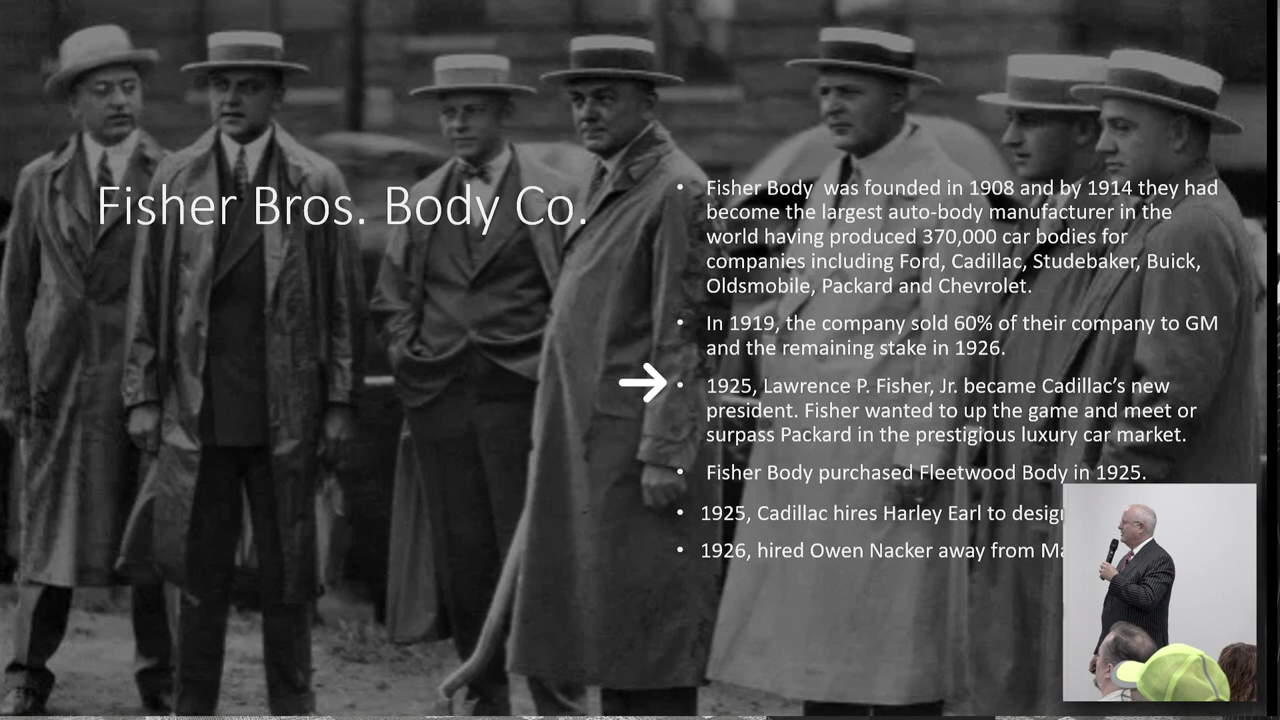 Fisher Bros. Body Co.
• Fisher Body was founded in 1908 and by 1914 they had
become the largest auto-body manufacturer in the
world having produced 370,000 car bodies for
companies including Ford, Cadillac, Studebaker, Buick,
Oldsmobile, Packard and Chevrolet.
• In 1919, the company sold 60% of their company to GM
and the remaining stake in 1926.
• 1925, Lawrence P. Fisher, Jr. became Cadillac’s new
president. Fisher wanted to up the game and meet or
surpass Packard in the prestigious luxury car market.
• Fisher Body purchased Fleetwood Body in 1925.
• 1925, Cadillac hires Harley Earl to
• 1926, hired Owen Nacker away from